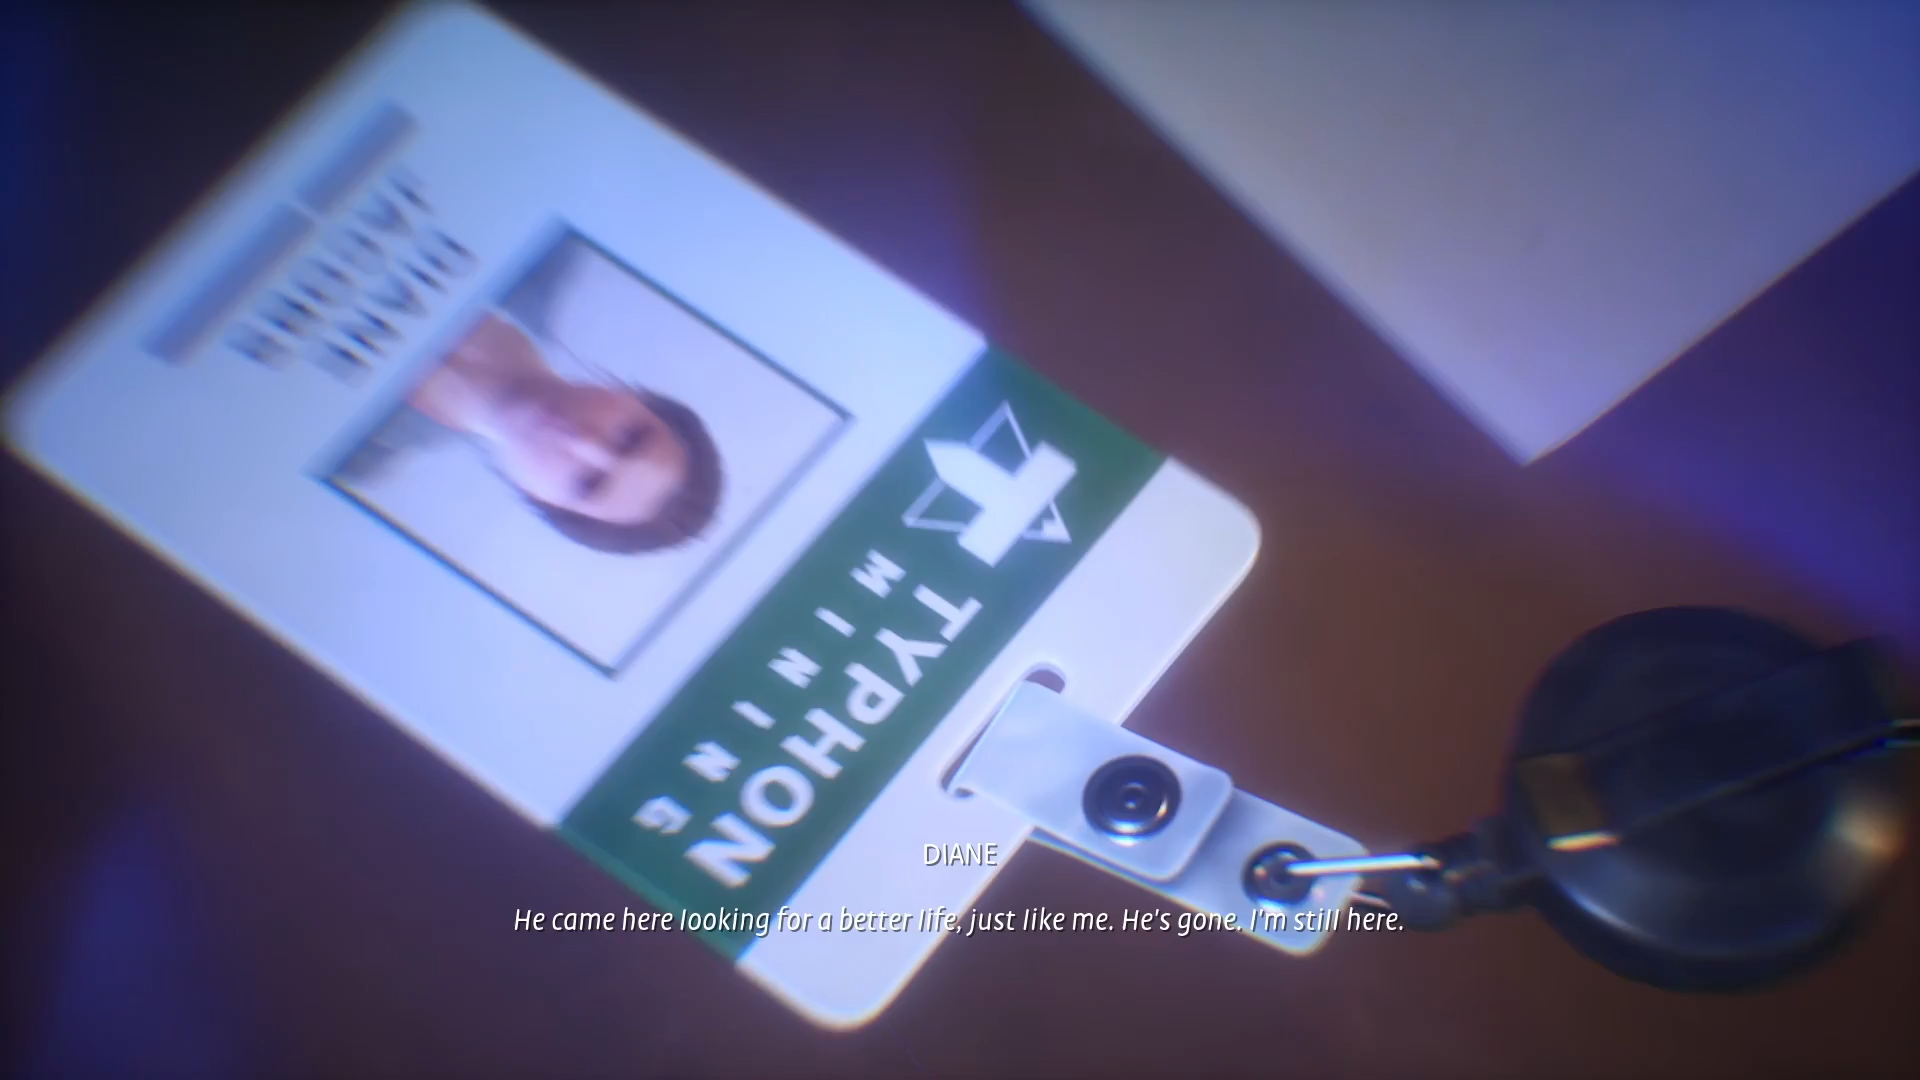 DIANE
TYPHON
MINING
DIANE
He came here looking for a better life, just like me. He's gone. I'm still here.